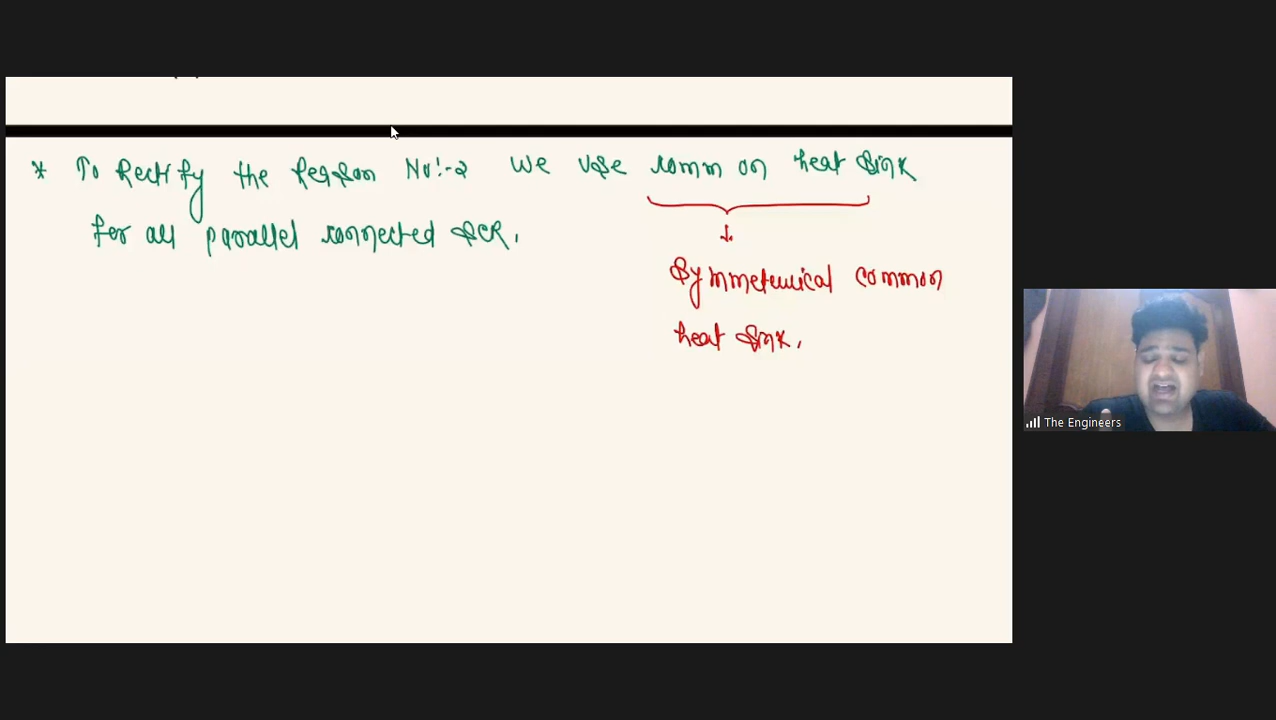 * To Rectify the Reason No:-2 we use common heat sink
for all parallel connected SCR.
Symmeterical common
heat sink.
The Engineers